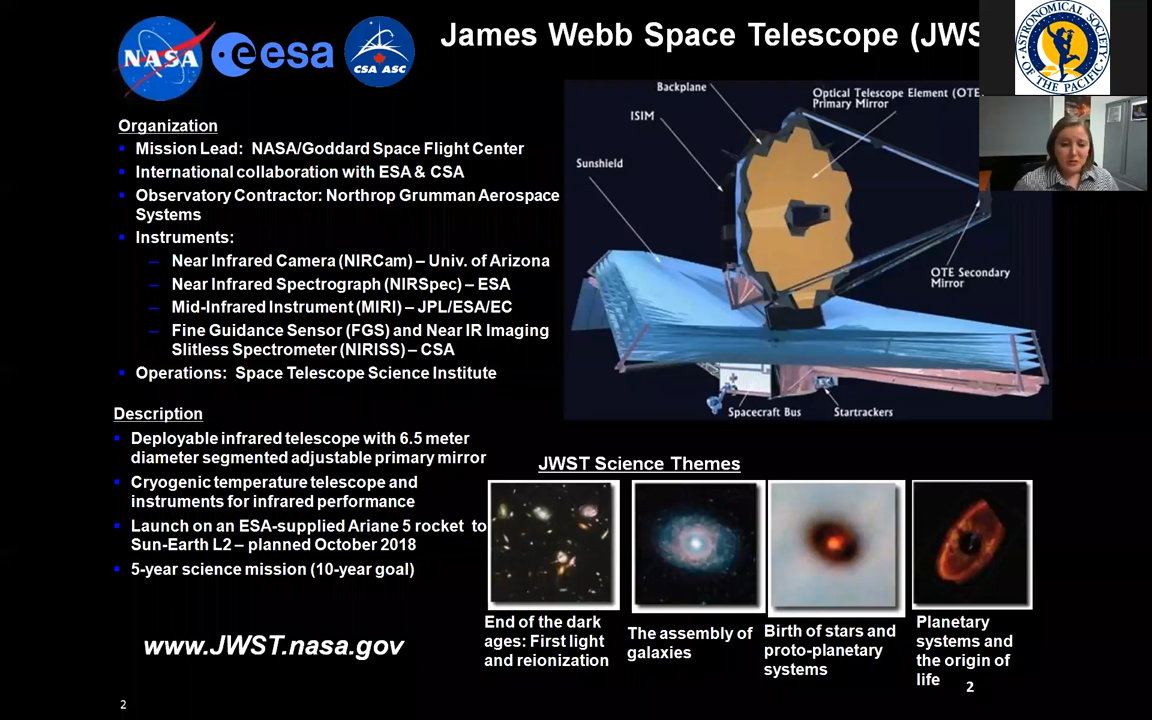 NASA
esa
CSA ASC
James Webb Space Telescope (JWS
ASTRONOMICAL SOCIETY
OF THE PACIFIC
Organization
Mission Lead: NASA/Goddard Space Flight Center
International collaboration with ESA & CSA
Observatory Contractor: Northrop Grumman Aerospace
Systems
Instruments:
– Near Infrared Camera (NIRCam) – Univ. of Arizona
– Near Infrared Spectrograph (NIRSpec) – ESA
– Mid-Infrared Instrument (MIRI) – JPL/ESA/EC
– Fine Guidance Sensor (FGS) and Near IR Imaging
Slitless Spectrometer (NIRISS) – CSA
Operations: Space Telescope Science Institute
Description
Deployable infrared telescope with 6.5 meter
diameter segmented adjustable primary mirror
Cryogenic temperature telescope and
instruments for infrared performance
Launch on an ESA-supplied Ariane 5 rocket to
Sun-Earth L2 – planned October 2018
5-year science mission (10-year goal)
www.JWST.nasa.gov
2
Backplane
Optical Telescope Element (OTE
Primary Mirror
ISIM
Sunshield
OTE Secondary
Mirror
Spacecraft Bus
Startrackers
JWST Science Themes
End of the dark
ages: First light
and reionization
The assembly of
galaxies
Birth of stars and
proto-planetary
systems
Planetary
systems and
the origin of
life
2